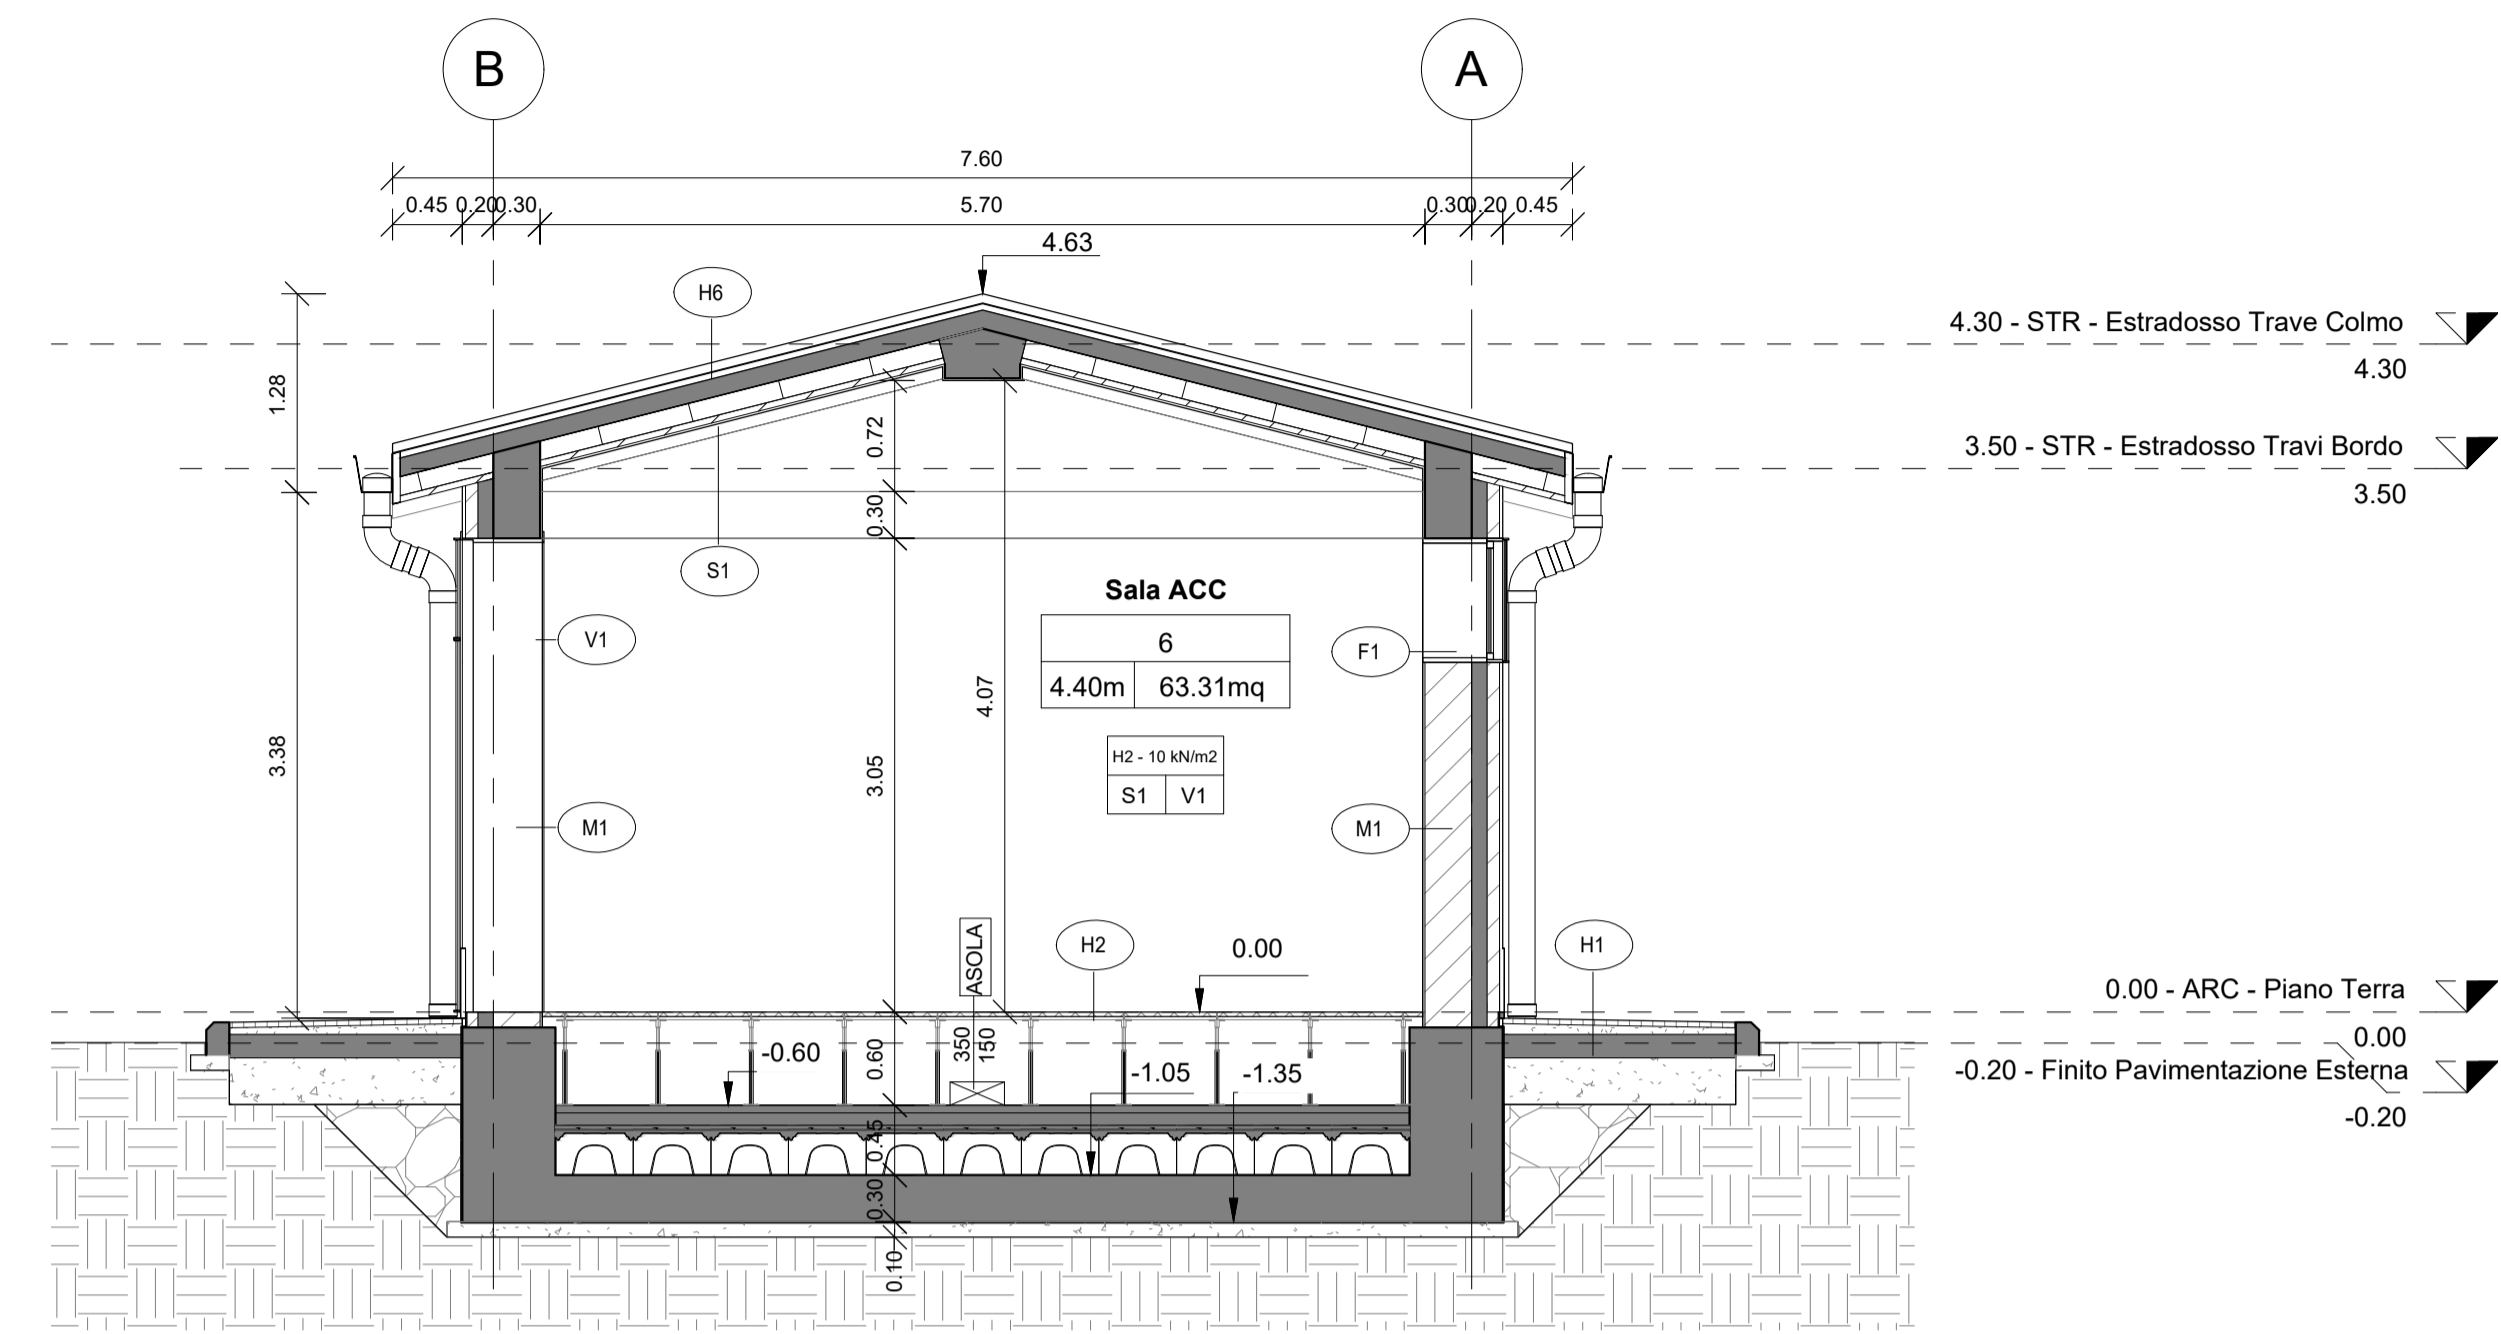 B
A
7.60
0.45 0.20 0.30 5.70 0.30 0.20 0.45
4.63
H6
4.30 - STR - Estradosso Trave Colmo
4.30
1.28
0.72
3.50 - STR - Estradosso Travi Bordo
3.50
0.30
S1
Sala ACC
V1
6
F1
4.40m 63.31mq
4.07
3.38
3.05
H2 - 10 kN/m2
S1 V1
M1
M1
ASOLA
H2
0.00
H1
0.00 - ARC - Piano Terra
0.00
350
150
0.60
-0.60
-1.05
-1.35
-0.20 - Finito Pavimentazione Esterna
-0.20
0.45
0.30
0.10